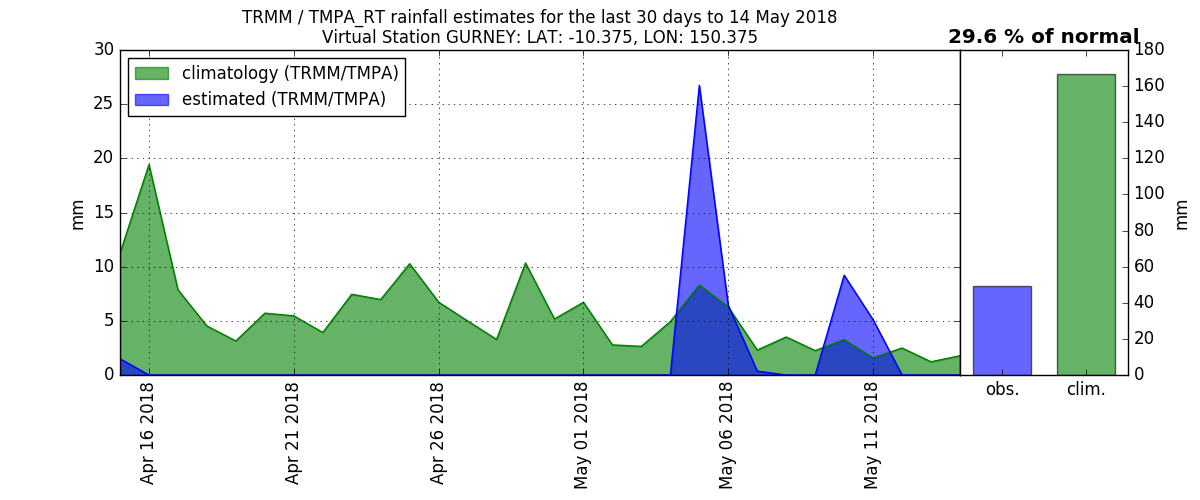 TRMM / TMPA_RT rainfall estimates for the last 30 days to 14 May 2018
Virtual Station GURNEY: LAT: -10.375, LON: 150.375
29.6 % of normal
climatology (TRMM/TMPA)
estimated (TRMM/TMPA)
mm
30
25
20
15
10
5
0
Apr 16 2018
Apr 21 2018
Apr 26 2018
May 01 2018
May 06 2018
May 11 2018
180
160
140
120
100
80
60
40
20
0
mm
obs.
clim.